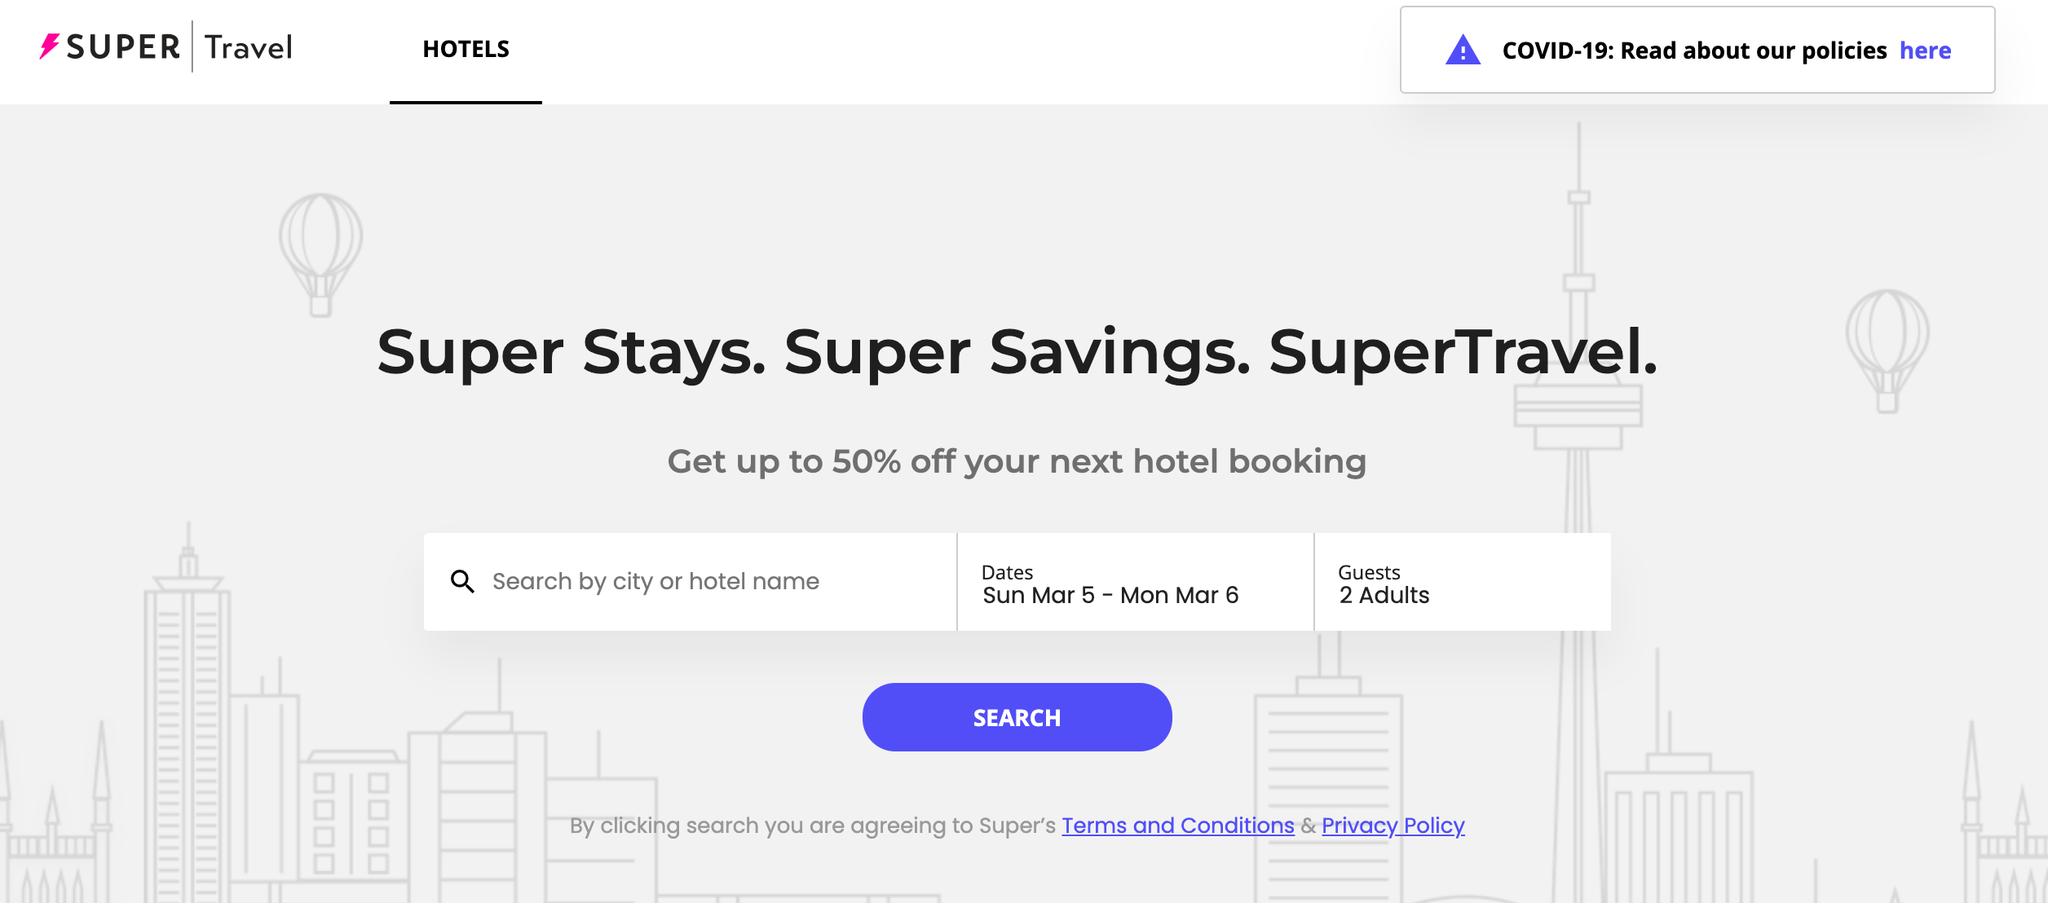 SUPER Travel
HOTELS
COVID-19: Read about our policies here
Super Stays. Super Savings. SuperTravel.
Get up to 50% off your next hotel booking
Search by city or hotel name
Dates
Sun Mar 5 - Mon Mar 6
Guests
2 Adults
SEARCH
By clicking search you are agreeing to Super’s Terms and Conditions & Privacy Policy